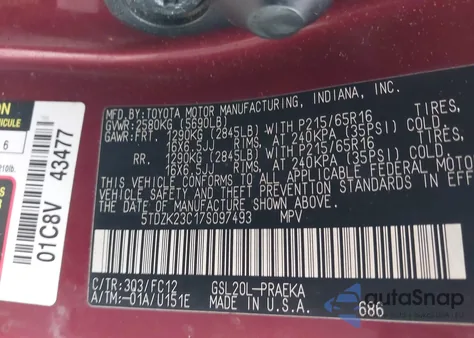 MFD.BY:TOYOTA MOTOR MANUFACTURING, INDIANA, INC.
GVWR:2580KG (5690LB)
GAWR:FRT. 1290KG (2845LB) WITH P215/65R16 TIRES,
16X6.5JJ RIMS, AT 240KPA (35PSI) COLD.
RR. 1290KG (2845LB) WITH P215/65R16 TIRES,
16X6.5JJ RIMS, AT 240KPA (35PSI) COLD.
THIS VEHICLE CONFORMS TO ALL APPLICABLE FEDERAL MOTOR
VEHICLE SAFETY AND THEFT PREVENTION STANDARDS IN EFF
THE DATE OF MANUFACTURE SHOWN ABOVE.
5TDZK23C17S097493 MPV
C/TR:3Q3/FC12 GSL20L-PRAEKA
A/TM:-01A/U151E MADE IN U.S.A. 686
01C8V 43477
ON
6
autoSnap